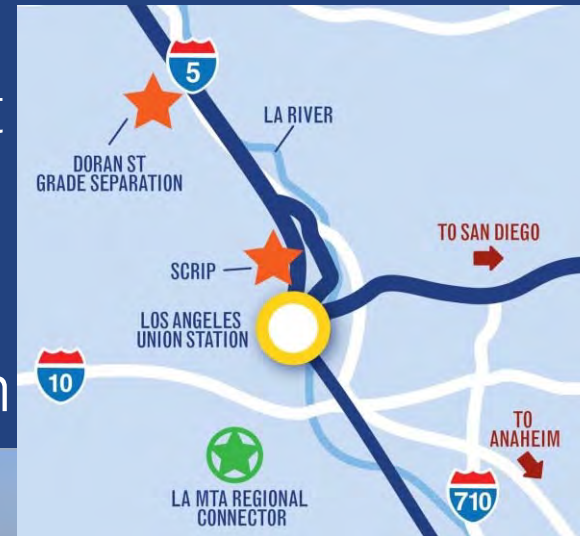 t
5
LA RIVER
DORAN ST
GRADE SEPARATION
TO SAN DIEGO
SCRIP
LOS ANGELES
UNION STATION
10
n
TO
ANAHEIM
LA MTA REGIONAL
CONNECTOR
710